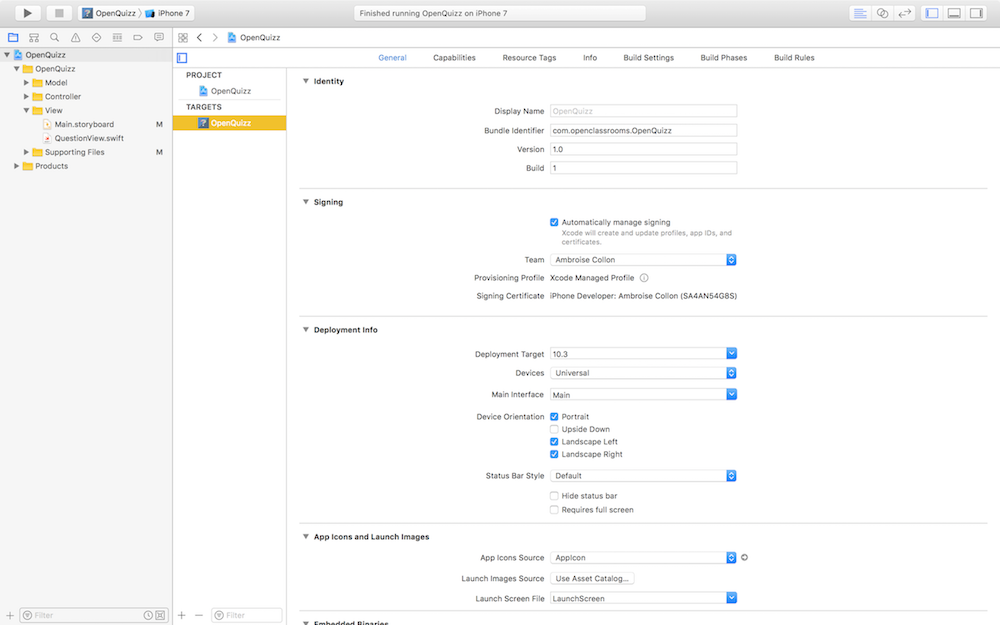 OpenQuizz
iPhone 7
Finished running OpenQuizz on iPhone 7
OpenQuizz
OpenQuizz
OpenQuizz
Model
Controller
View
Main.storyboard M
QuestionView.swift
Supporting Files M
Products
Filter
PROJECT
OpenQuizz
TARGETS
OpenQuizz
Filter
General Capabilities Resource Tags Info Build Settings Build Phases Build Rules
Identity
Display Name OpenQuizz
Bundle Identifier com.openclassrooms.OpenQuizz
Version 1.0
Build 1
Signing
Automatically manage signing
Xcode will create and update profiles, app IDs, and
certificates.
Team Ambroise Collon
Provisioning Profile Xcode Managed Profile
Signing Certificate iPhone Developer: Ambroise Collon (SA4AN54G8S)
Deployment Info
Deployment Target 10.3
Devices Universal
Main Interface Main
Device Orientation Portrait
Upside Down
Landscape Left
Landscape Right
Status Bar Style Default
Hide status bar
Requires full screen
App Icons and Launch Images
App Icons Source AppIcon
Launch Images Source Use Asset Catalog...
Launch Screen File LaunchScreen
Embedded Binaries